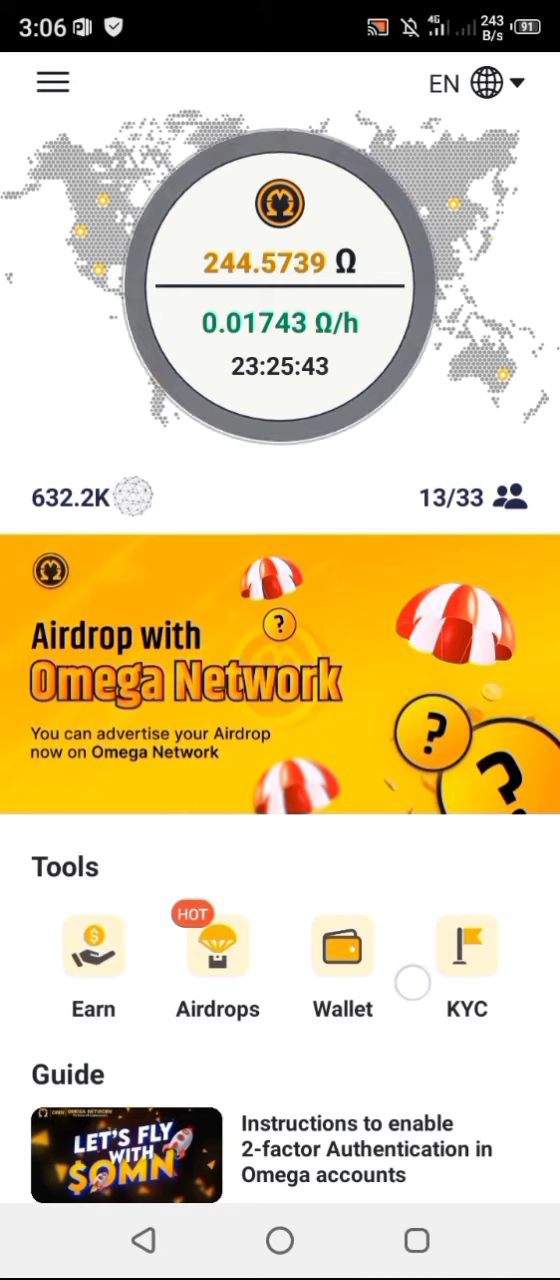 3:06
4G
243
B/s
91
EN
244.5739 Ω
0.01743 Ω/h
23:25:43
632.2K
13/33
?
Airdrop with
Omega Network
?
You can advertise your Airdrop
now on Omega Network
?
Tools
HOT
$
Earn
Airdrops
Wallet
KYC
Guide
OMEGA NETWORK
LET'S FLY
WITH
$OMN
Instructions to enable
2-factor Authentication in
Omega accounts